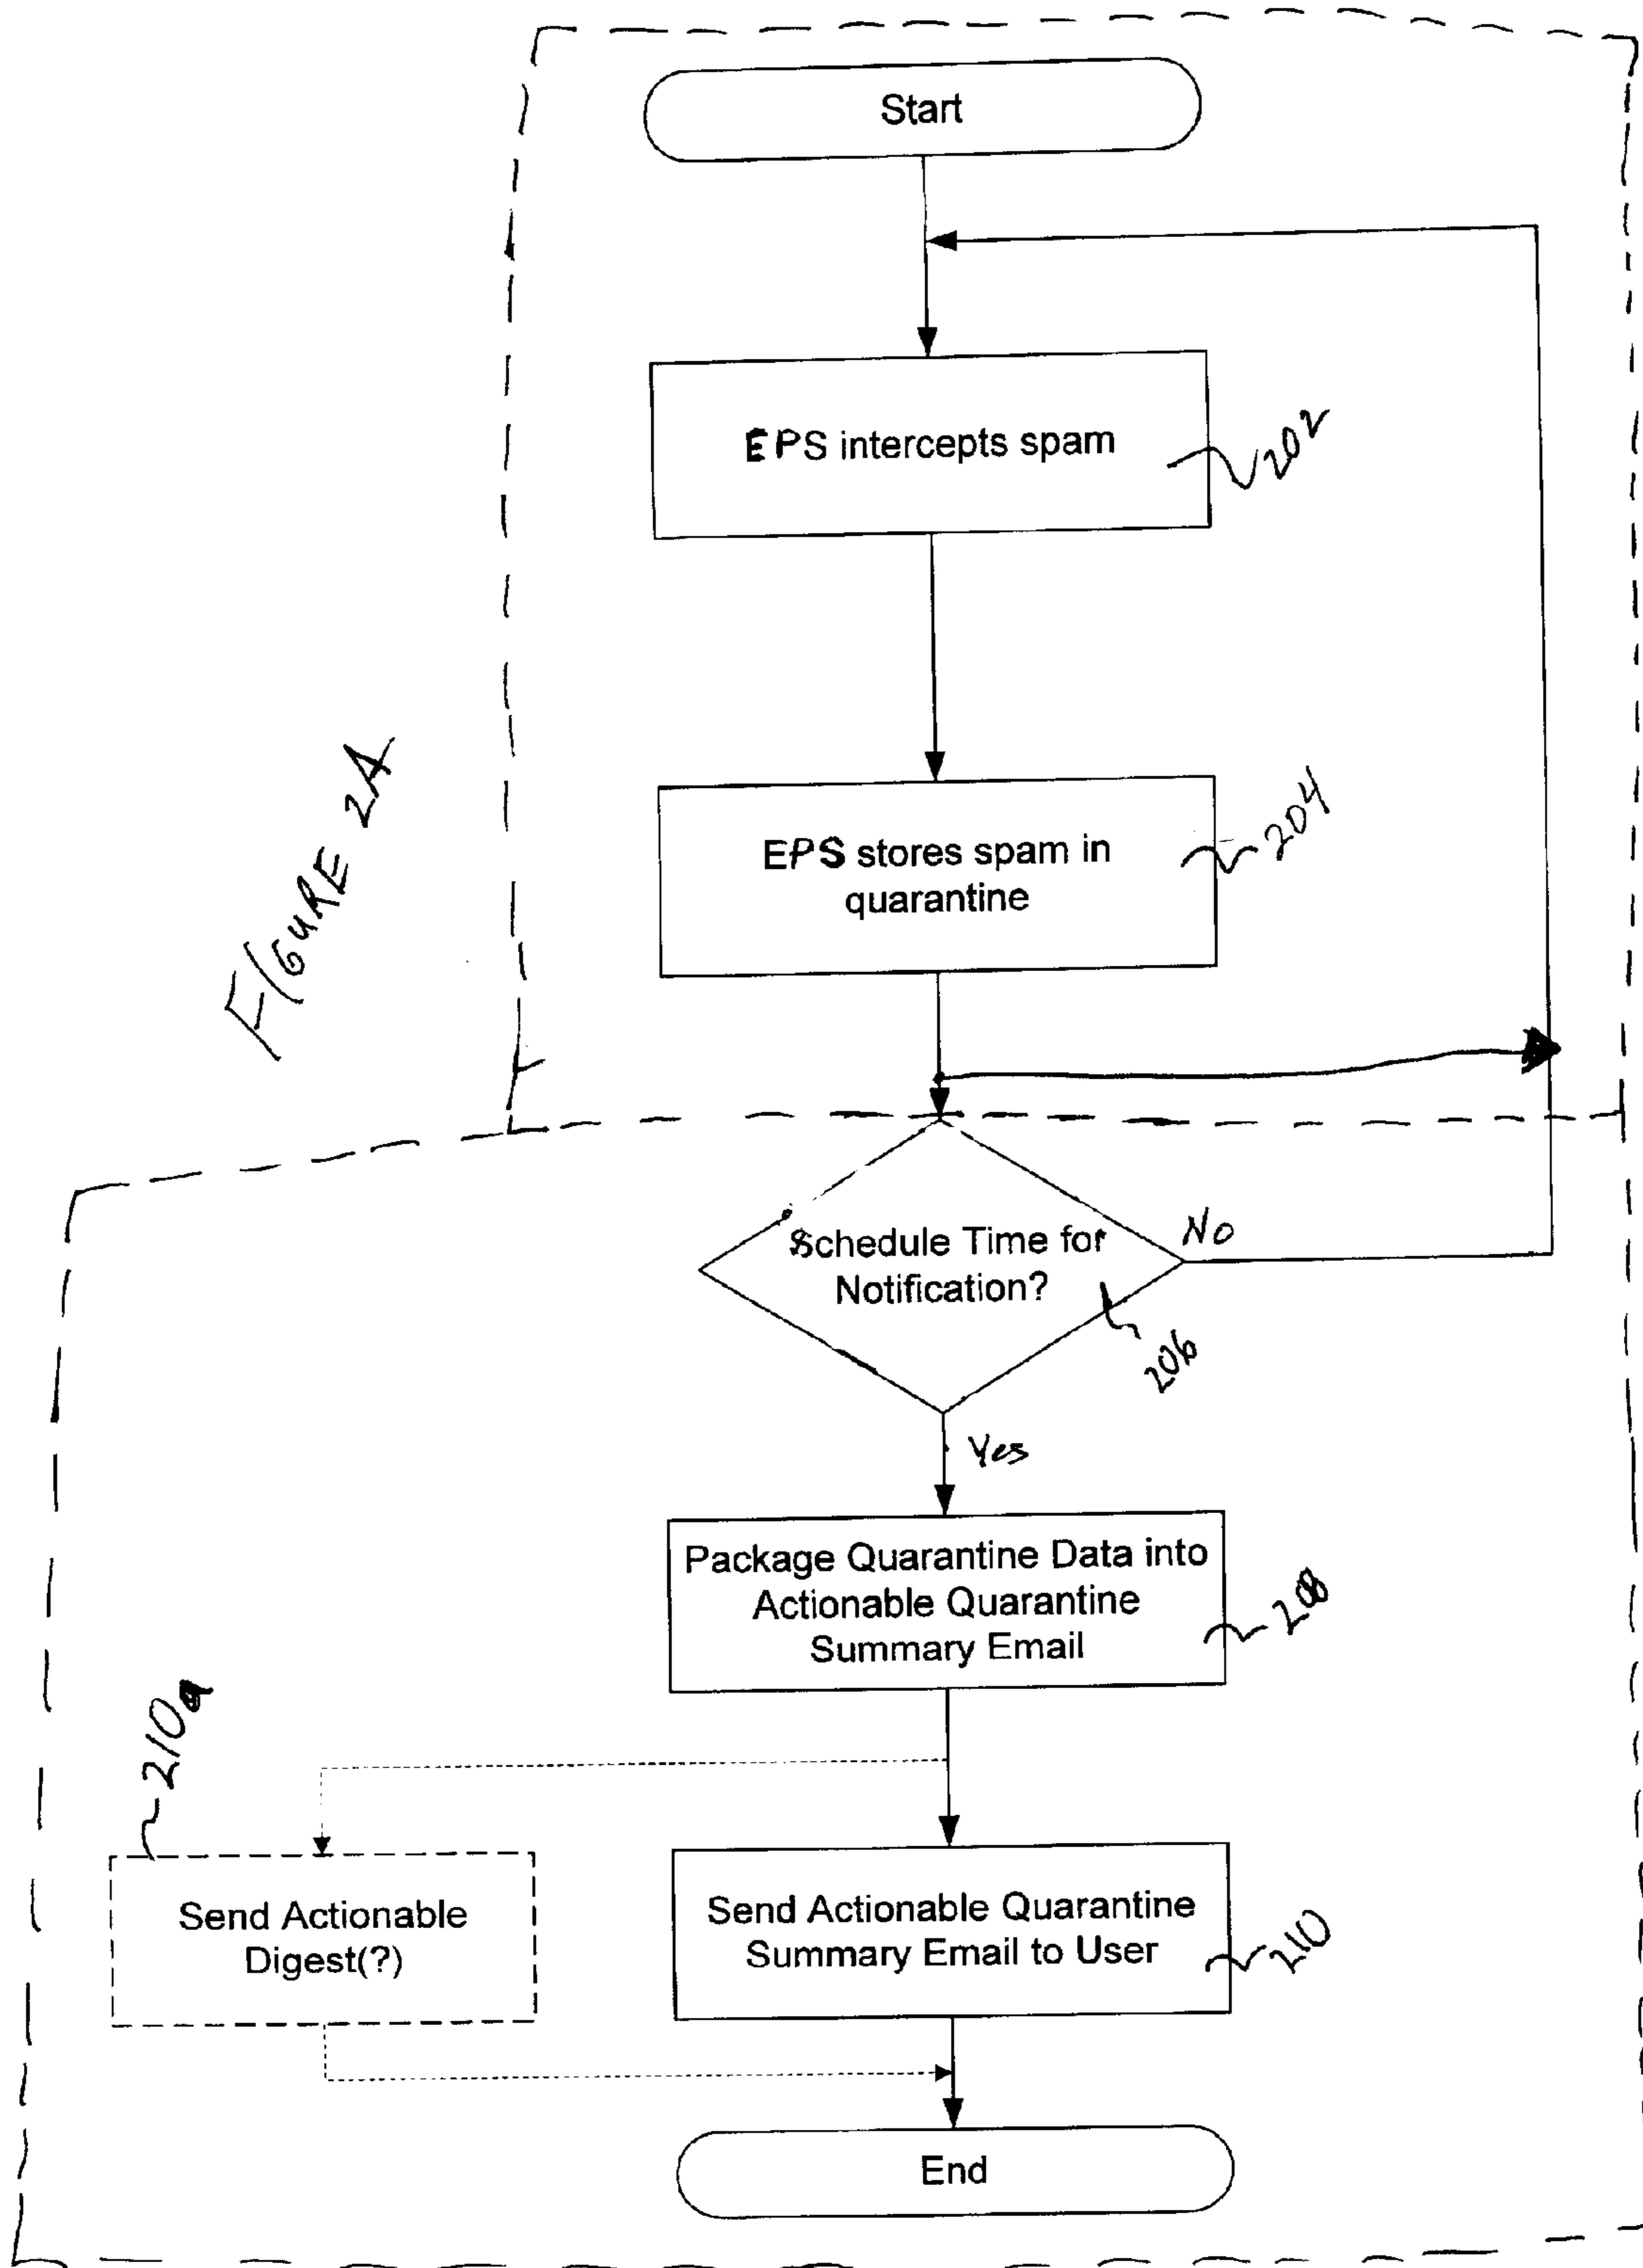 Start
EPS intercepts spam
202
EPS stores spam in
quarantine
204
FIGURE 2A
Schedule Time for
Notification?
No
206
Yes
Package Quarantine Data into
Actionable Quarantine
Summary Email
208
210a
Send Actionable
Digest(?)
Send Actionable Quarantine
Summary Email to User
210
End